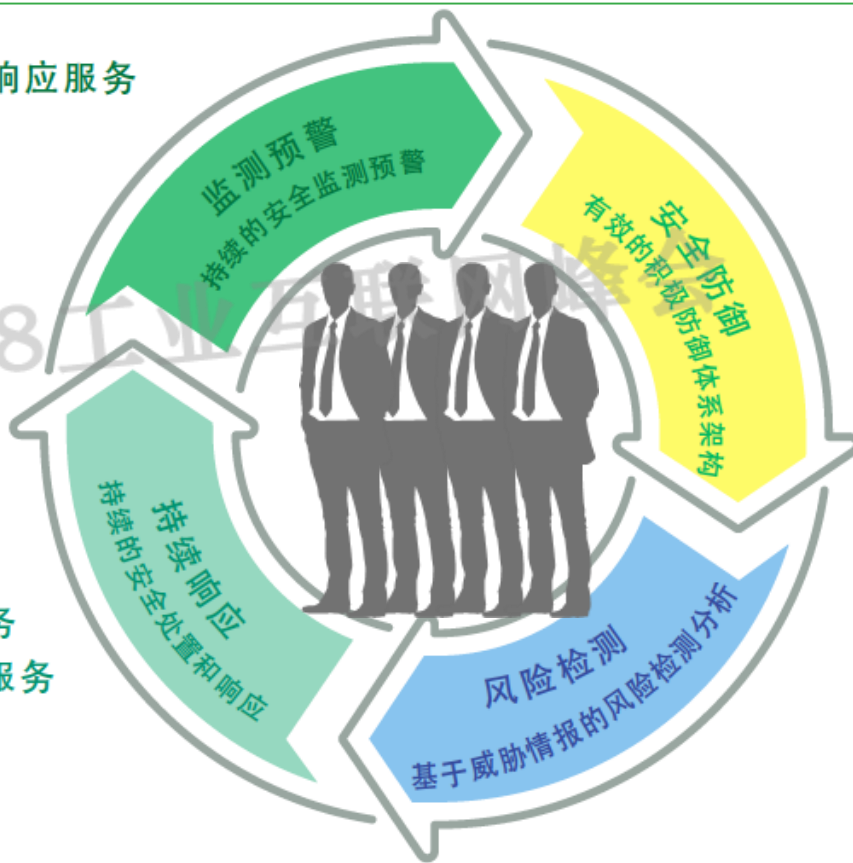 响应服务
监测预警
持续的安全监测预警
安全防御
有效的积极防御体系架构
8工业互联网峰会
持续响应
持续的安全处置和响应
风险检测
基于威胁情报的风险检测分析
务
服务